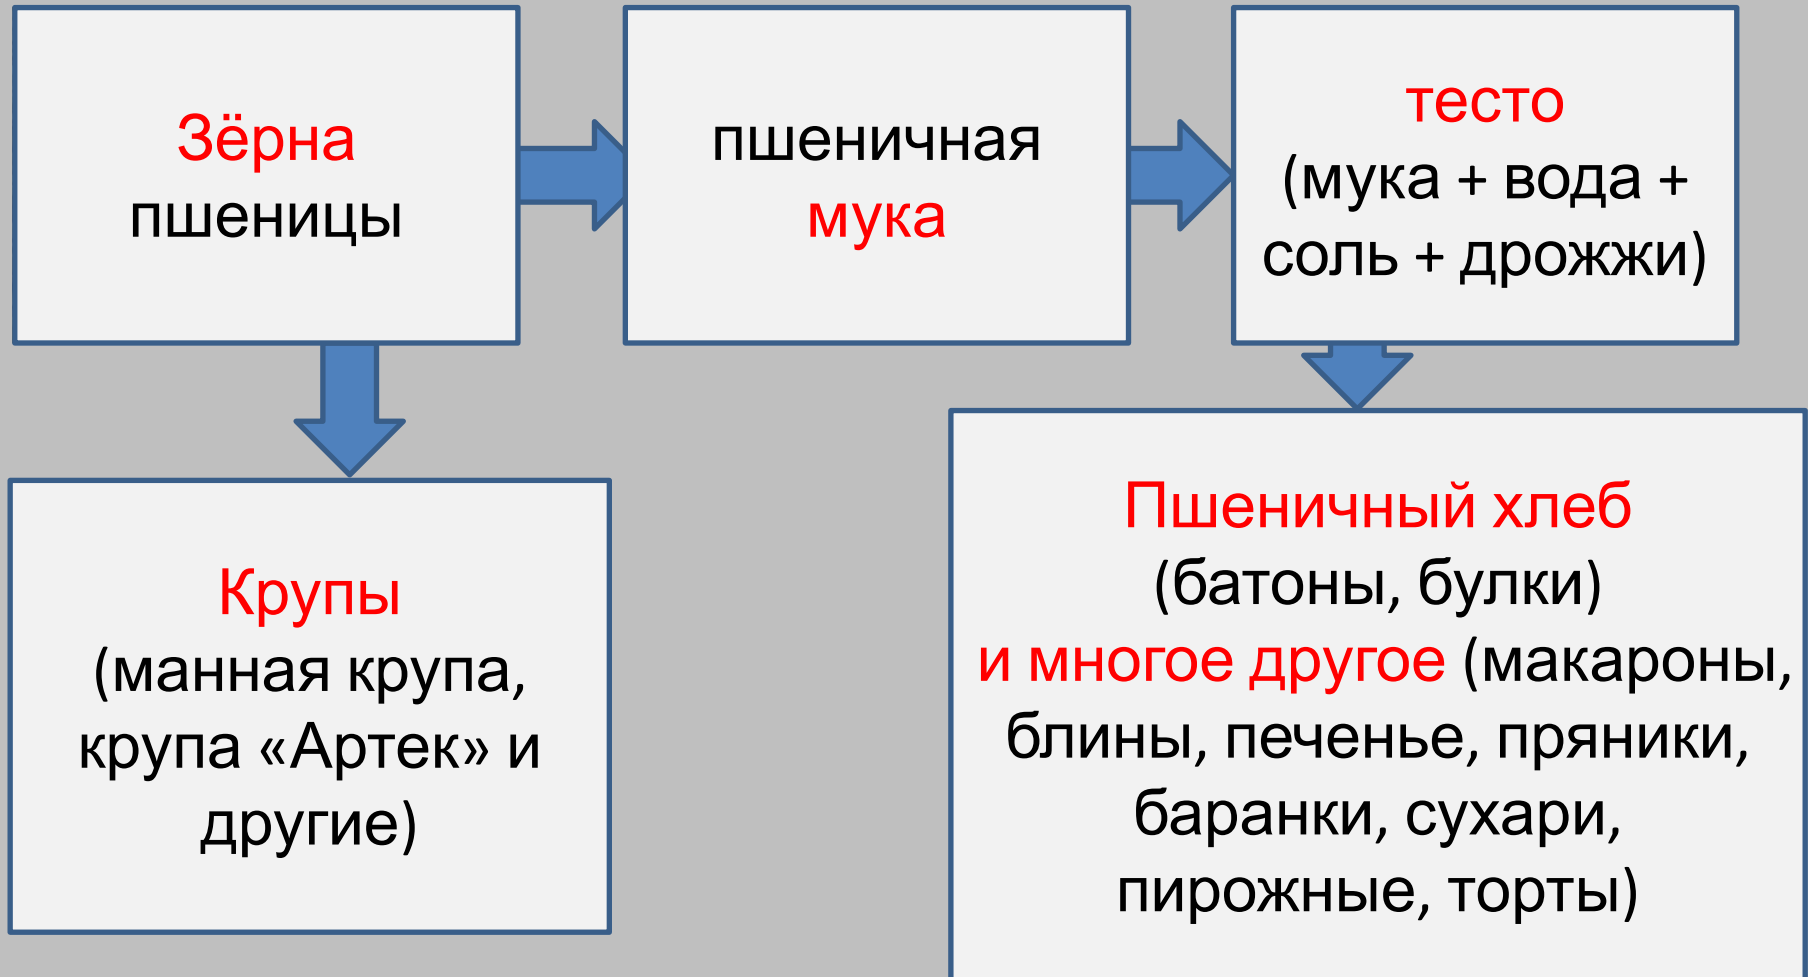 Зёрна
пшеницы
пшеничная
мука
тесто
(мука + вода +
соль + дрожжи)
Крупы
(манная крупа,
крупа «Артек» и
другие)
Пшеничный хлеб
(батоны, булки)
и многое другое (макароны,
блины, печенье, пряники,
баранки, сухари,
пирожные, торты)